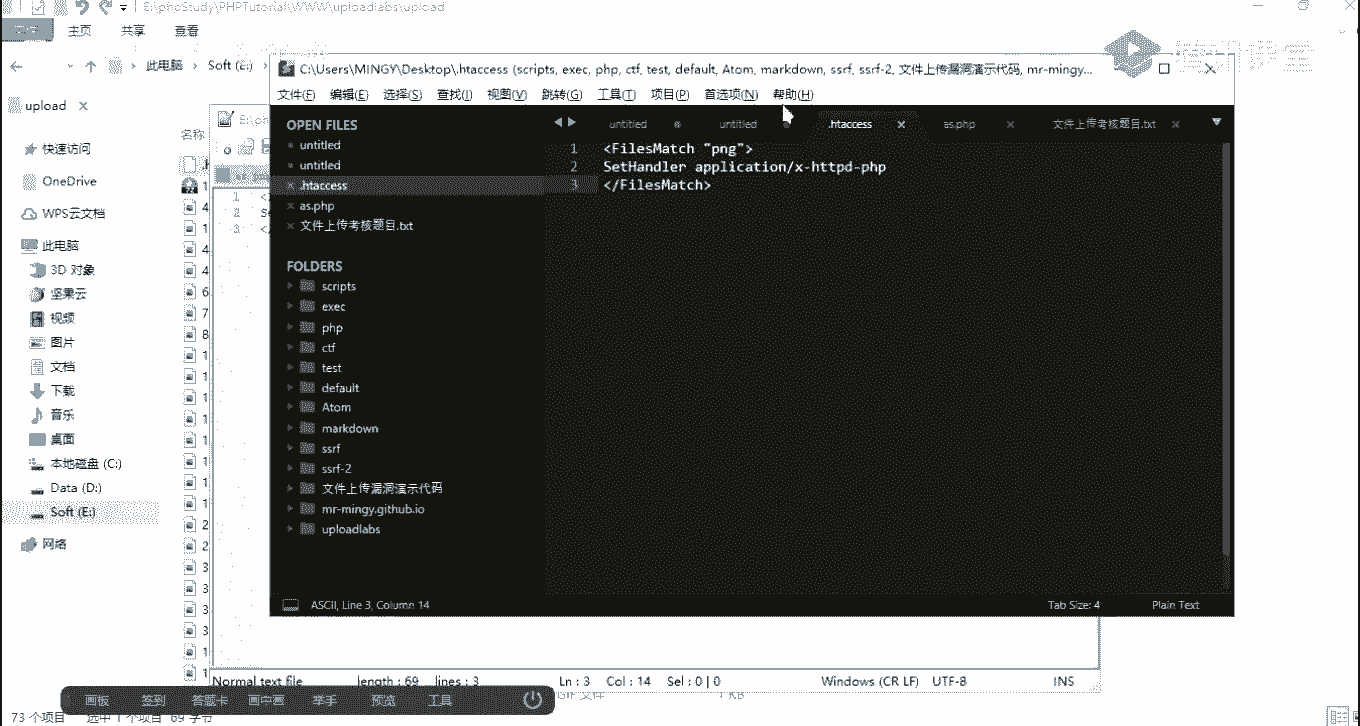 E:\phpStudy\PHPTutorial\WWW\uploadlabs\upload
主页 共享 查看
此电脑 › Soft (E:)
upload ×
名称
快速访问
OneDrive
WPS云文档
此电脑
3D 对象
坚果云
视频
图片
文档
下载
音乐
桌面
本地磁盘 (C:)
Data (D:)
Soft (E:)
网络
C:\Users\MINGY\Desktop\.htaccess (scripts, exec, php, ctf, test, default, Atom, markdown, ssrf, ssrf-2, 文件上传漏洞演示代码, mr-mingy...
文件(F) 编辑(E) 选择(S) 查找(I) 视图(V) 跳转(G) 工具(T) 项目(P) 首选项(N) 帮助(H)
OPEN FILES
untitled
untitled
.htaccess
as.php
文件上传考核题目.txt
FOLDERS
scripts
exec
php
ctf
test
default
Atom
markdown
ssrf
ssrf-2
文件上传漏洞演示代码
mr-mingy.github.io
uploadlabs
untitled untitled .htaccess as.php 文件上传考核题目.txt
1 <FilesMatch "png">
2 SetHandler application/x-httpd-php
3 </FilesMatch>
ASCII, Line 3, Column 14 Tab Size: 4 Plain Text
Normal text file length : 69 lines : 3 Ln : 3 Col : 14 Sel : 0 | 0 Windows (CR LF) UTF-8 INS
画板 签到 答题卡 画中画 举手 预览 工具
73 个项目 选中 1 个项目 69 字节
GIF 文件 1 KB
腾讯课堂